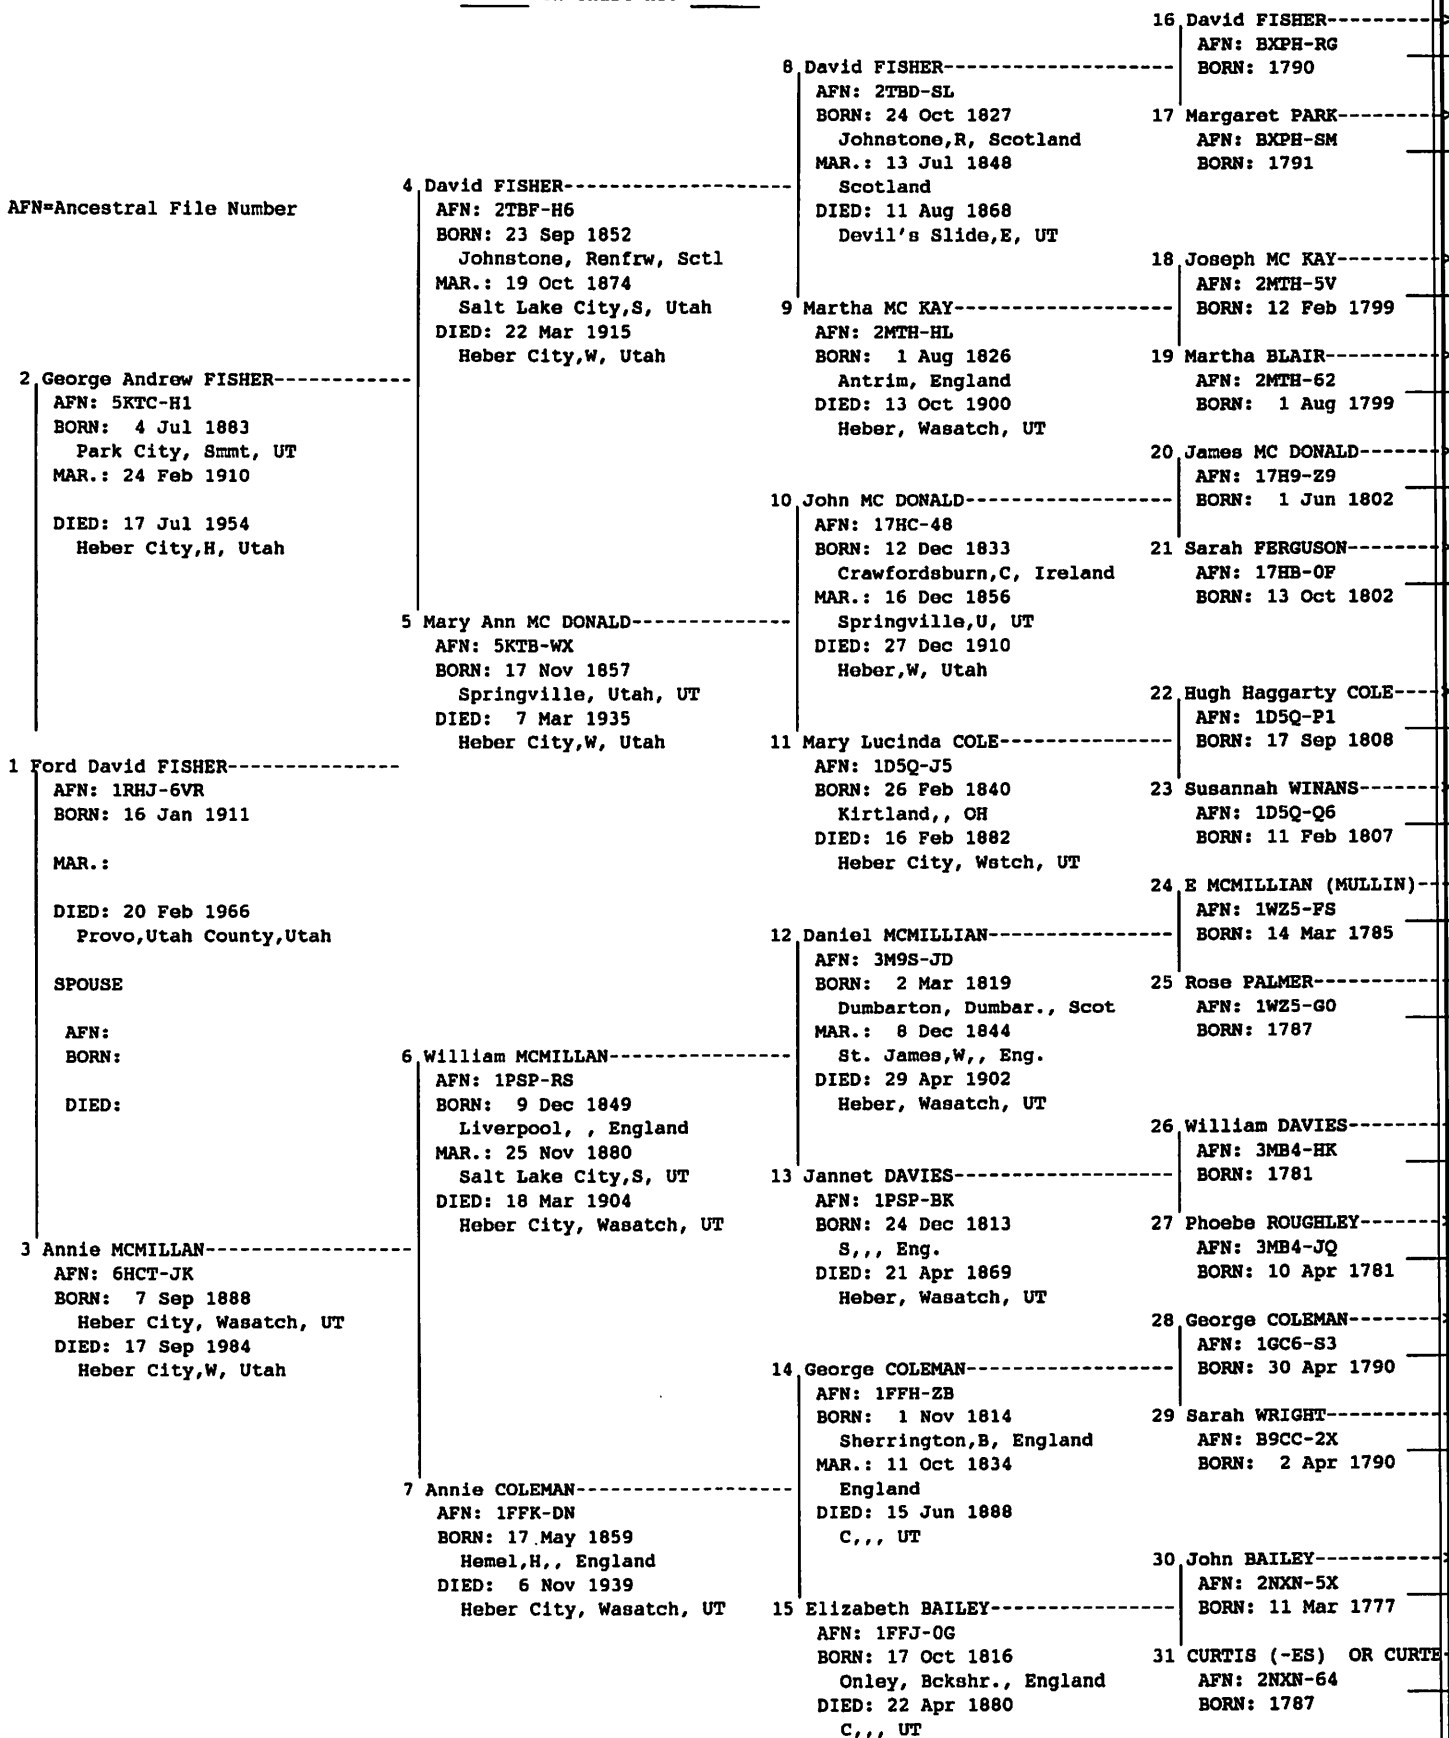 AFN=Ancestral File Number
1 Ford David FISHER---------------
AFN: 1RHJ-6VR
BORN: 16 Jan 1911
MAR.:
DIED: 20 Feb 1966
Provo,Utah County,Utah
SPOUSE
AFN:
BORN:
DIED:
2 George Andrew FISHER------------
AFN: 5KTC-H1
BORN: 4 Jul 1883
Park City, Smmt, UT
MAR.: 24 Feb 1910
DIED: 17 Jul 1954
Heber City,H, Utah
3 Annie MCMILLAN------------------
AFN: 6HCT-JK
BORN: 7 Sep 1888
Heber City, Wasatch, UT
DIED: 17 Sep 1984
Heber City,W, Utah
4 David FISHER--------------------
AFN: 2TBF-H6
BORN: 23 Sep 1852
Johnstone, Renfrw, Sctl
MAR.: 19 Oct 1874
Salt Lake City,S, Utah
DIED: 22 Mar 1915
Heber City,W, Utah
5 Mary Ann MC DONALD--------------
AFN: 5KTB-WX
BORN: 17 Nov 1857
Springville, Utah, UT
DIED: 7 Mar 1935
Heber City,W, Utah
6 William MCMILLAN----------------
AFN: 1PSP-RS
BORN: 9 Dec 1849
Liverpool, , England
MAR.: 25 Nov 1880
Salt Lake City,S, UT
DIED: 18 Mar 1904
Heber City, Wasatch, UT
7 Annie COLEMAN-------------------
AFN: 1FFK-DN
BORN: 17 May 1859
Hemel,H,, England
DIED: 6 Nov 1939
Heber City, Wasatch, UT
8 David FISHER--------------------
AFN: 2TBD-SL
BORN: 24 Oct 1827
Johnstone,R, Scotland
MAR.: 13 Jul 1848
Scotland
DIED: 11 Aug 1868
Devil's Slide,E, UT
9 Martha MC KAY-------------------
AFN: 2MTH-HL
BORN: 1 Aug 1826
Antrim, England
DIED: 13 Oct 1900
Heber, Wasatch, UT
10 John MC DONALD------------------
AFN: 17HC-48
BORN: 12 Dec 1833
Crawfordsburn,C, Ireland
MAR.: 16 Dec 1856
Springville,U, UT
DIED: 27 Dec 1910
Heber,W, Utah
11 Mary Lucinda COLE---------------
AFN: 1D5Q-J5
BORN: 26 Feb 1840
Kirtland,, OH
DIED: 16 Feb 1882
Heber City, Wstch, UT
12 Daniel MCMILLIAN----------------
AFN: 3M9S-JD
BORN: 2 Mar 1819
Dumbarton, Dumbar., Scot
MAR.: 8 Dec 1844
St. James,W,, Eng.
DIED: 29 Apr 1902
Heber, Wasatch, UT
13 Jannet DAVIES-------------------
AFN: 1PSP-BK
BORN: 24 Dec 1813
S,,, Eng.
DIED: 21 Apr 1869
Heber, Wasatch, UT
14 George COLEMAN------------------
AFN: 1FFH-ZB
BORN: 1 Nov 1814
Sherrington,B, England
MAR.: 11 Oct 1834
England
DIED: 15 Jun 1888
C,,, UT
15 Elizabeth BAILEY----------------
AFN: 1FFJ-0G
BORN: 17 Oct 1816
Onley, Bckshr., England
DIED: 22 Apr 1880
C,,, UT
16 David FISHER---------
AFN: BXPH-RG
BORN: 1790
17 Margaret PARK--------
AFN: BXPH-SM
BORN: 1791
18 Joseph MC KAY--------
AFN: 2MTH-5V
BORN: 12 Feb 1799
19 Martha BLAIR---------
AFN: 2MTH-62
BORN: 1 Aug 1799
20 James MC DONALD------
AFN: 17H9-Z9
BORN: 1 Jun 1802
21 Sarah FERGUSON-------
AFN: 17HB-0F
BORN: 13 Oct 1802
22 Hugh Haggarty COLE---
AFN: 1D5Q-P1
BORN: 17 Sep 1808
23 Susannah WINANS------
AFN: 1D5Q-Q6
BORN: 11 Feb 1807
24 E MCMILLIAN (MULLIN)--
AFN: 1WZ5-FS
BORN: 14 Mar 1785
25 Rose PALMER----------
AFN: 1WZ5-G0
BORN: 1787
26 William DAVIES-------
AFN: 3MB4-HK
BORN: 1781
27 Phoebe ROUGHLEY------
AFN: 3MB4-JQ
BORN: 10 Apr 1781
28 George COLEMAN-------
AFN: 1GC6-S3
BORN: 30 Apr 1790
29 Sarah WRIGHT---------
AFN: B9CC-2X
BORN: 2 Apr 1790
30 John BAILEY----------
AFN: 2NXN-5X
BORN: 11 Mar 1777
31 CURTIS (-ES) OR CURTE
AFN: 2NXN-64
BORN: 1787